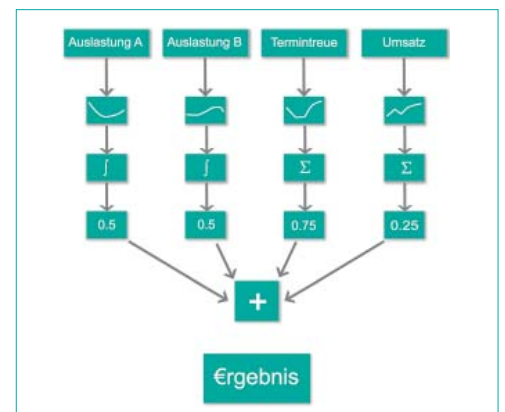 Auslastung A Auslastung B Termintreue Umsatz
∫ ∫ Σ Σ
0.5 0.5 0.75 0.25
+
€rgebnis